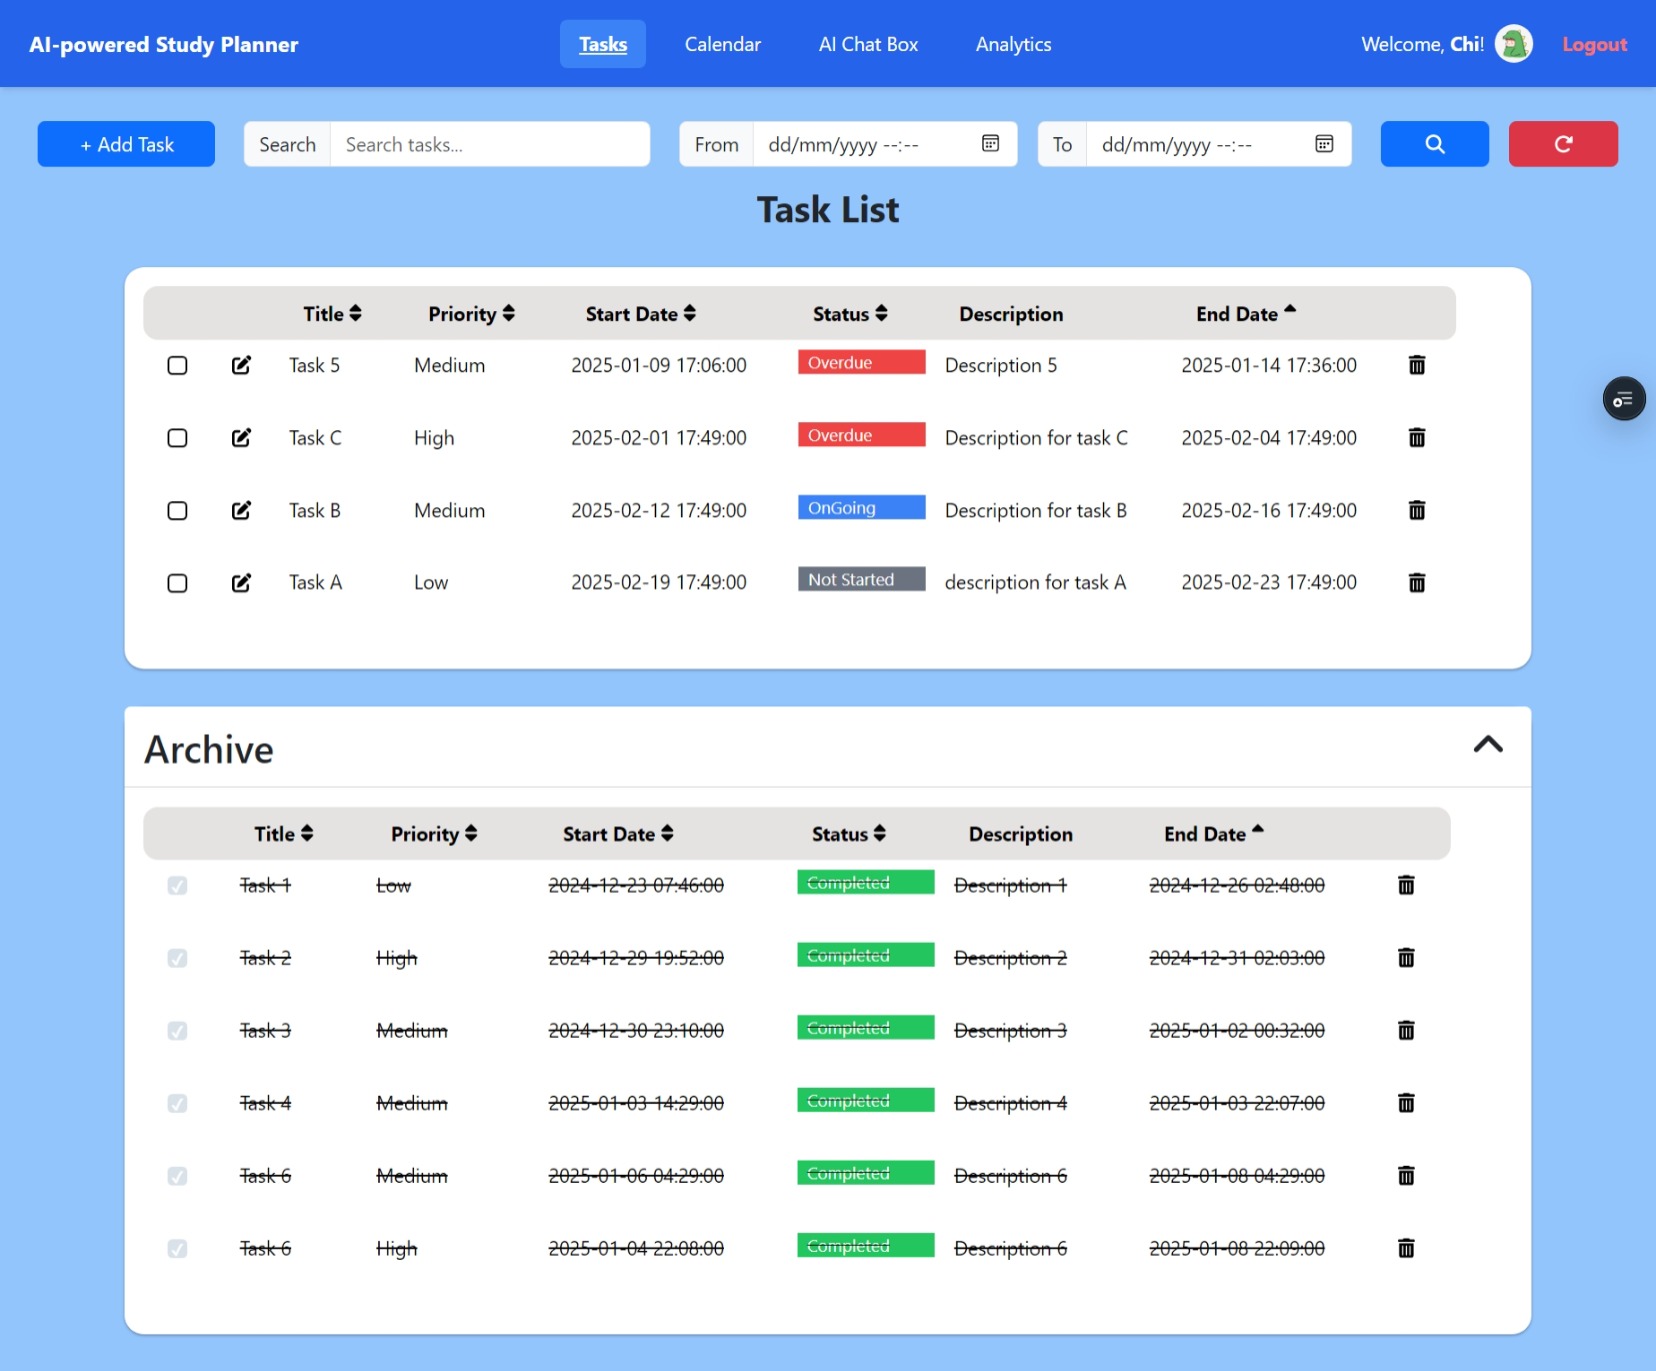 AI-powered Study Planner Tasks Calendar AI Chat Box Analytics Welcome, Chi! Logout
+ Add Task Search Search tasks... From dd/mm/yyyy --:-- To dd/mm/yyyy --:--
Task List
Title Priority Start Date Status Description End Date
Task 5 Medium 2025-01-09 17:06:00 Overdue Description 5 2025-01-14 17:36:00
Task C High 2025-02-01 17:49:00 Overdue Description for task C 2025-02-04 17:49:00
Task B Medium 2025-02-12 17:49:00 OnGoing Description for task B 2025-02-16 17:49:00
Task A Low 2025-02-19 17:49:00 Not Started description for task A 2025-02-23 17:49:00
Archive
Title Priority Start Date Status Description End Date
Task 1 Low 2024-12-23 07:46:00 Completed Description 1 2024-12-26 02:48:00
Task 2 High 2024-12-29 19:52:00 Completed Description 2 2024-12-31 02:03:00
Task 3 Medium 2024-12-30 23:10:00 Completed Description 3 2025-01-02 00:32:00
Task 4 Medium 2025-01-03 14:29:00 Completed Description 4 2025-01-03 22:07:00
Task 6 Medium 2025-01-06 04:29:00 Completed Description 6 2025-01-08 04:29:00
Task 6 High 2025-01-04 22:08:00 Completed Description 6 2025-01-08 22:09:00